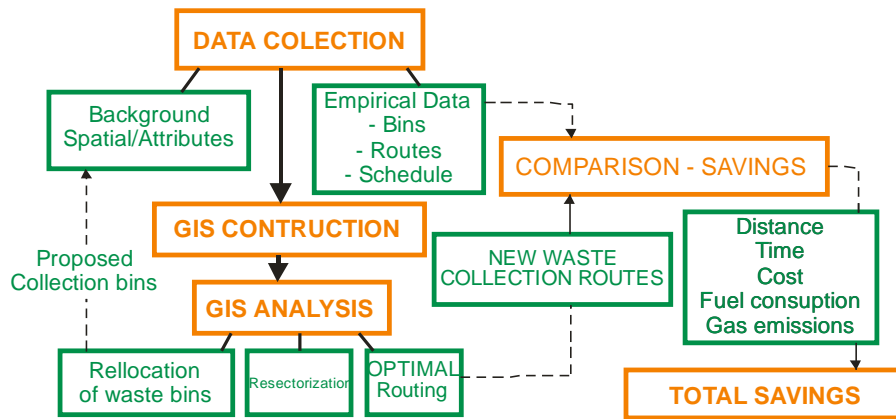 DATA COLECTION
Background
Spatial/Attributes
Empirical Data
- Bins
- Routes
- Schedule
COMPARISON - SAVINGS
GIS CONTRUCTION
Proposed
Collection bins
NEW WASTE
COLLECTION ROUTES
Distance
Time
Cost
Fuel consuption
Gas emissions
GIS ANALYSIS
Rellocation
of waste bins
Resectorization
OPTIMAL
Routing
TOTAL SAVINGS